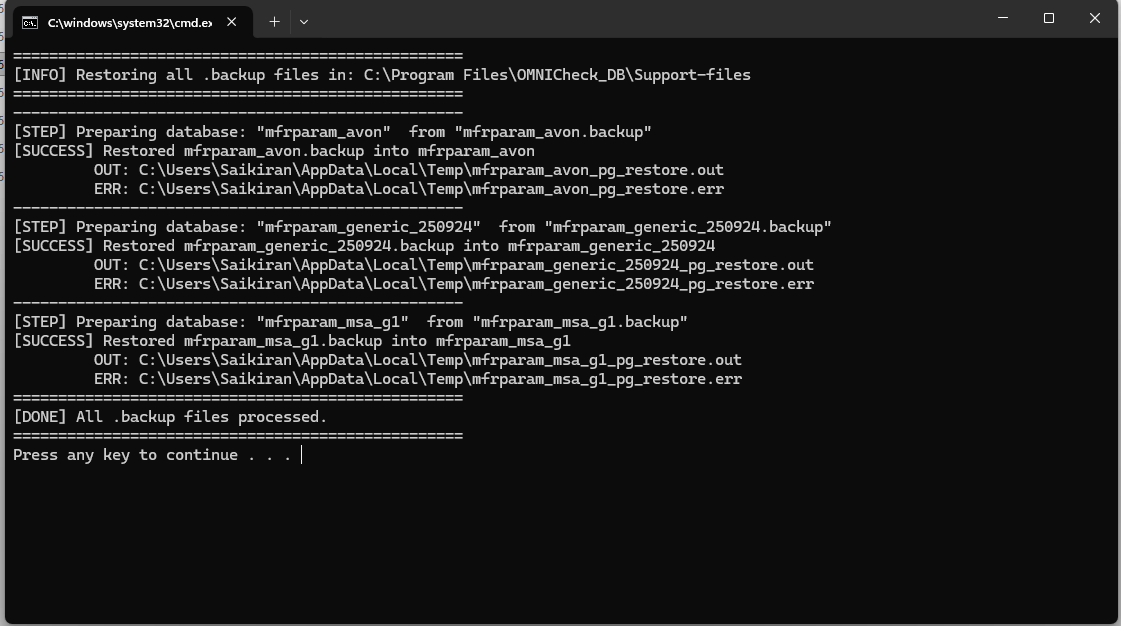 C:\windows\system32\cmd.ex
==================================================
[INFO] Restoring all .backup files in: C:\Program Files\OMNICheck_DB\Support-files
==================================================
--------------------------------------------------
[STEP] Preparing database: "mfrparam_avon"  from "mfrparam_avon.backup"
[SUCCESS] Restored mfrparam_avon.backup into mfrparam_avon
         OUT: C:\Users\Saikiran\AppData\Local\Temp\mfrparam_avon_pg_restore.out
         ERR: C:\Users\Saikiran\AppData\Local\Temp\mfrparam_avon_pg_restore.err
--------------------------------------------------
[STEP] Preparing database: "mfrparam_generic_250924"  from "mfrparam_generic_250924.backup"
[SUCCESS] Restored mfrparam_generic_250924.backup into mfrparam_generic_250924
         OUT: C:\Users\Saikiran\AppData\Local\Temp\mfrparam_generic_250924_pg_restore.out
         ERR: C:\Users\Saikiran\AppData\Local\Temp\mfrparam_generic_250924_pg_restore.err
--------------------------------------------------
[STEP] Preparing database: "mfrparam_msa_g1"  from "mfrparam_msa_g1.backup"
[SUCCESS] Restored mfrparam_msa_g1.backup into mfrparam_msa_g1
         OUT: C:\Users\Saikiran\AppData\Local\Temp\mfrparam_msa_g1_pg_restore.out
         ERR: C:\Users\Saikiran\AppData\Local\Temp\mfrparam_msa_g1_pg_restore.err
==================================================
[DONE] All .backup files processed.
==================================================
Press any key to continue . . .